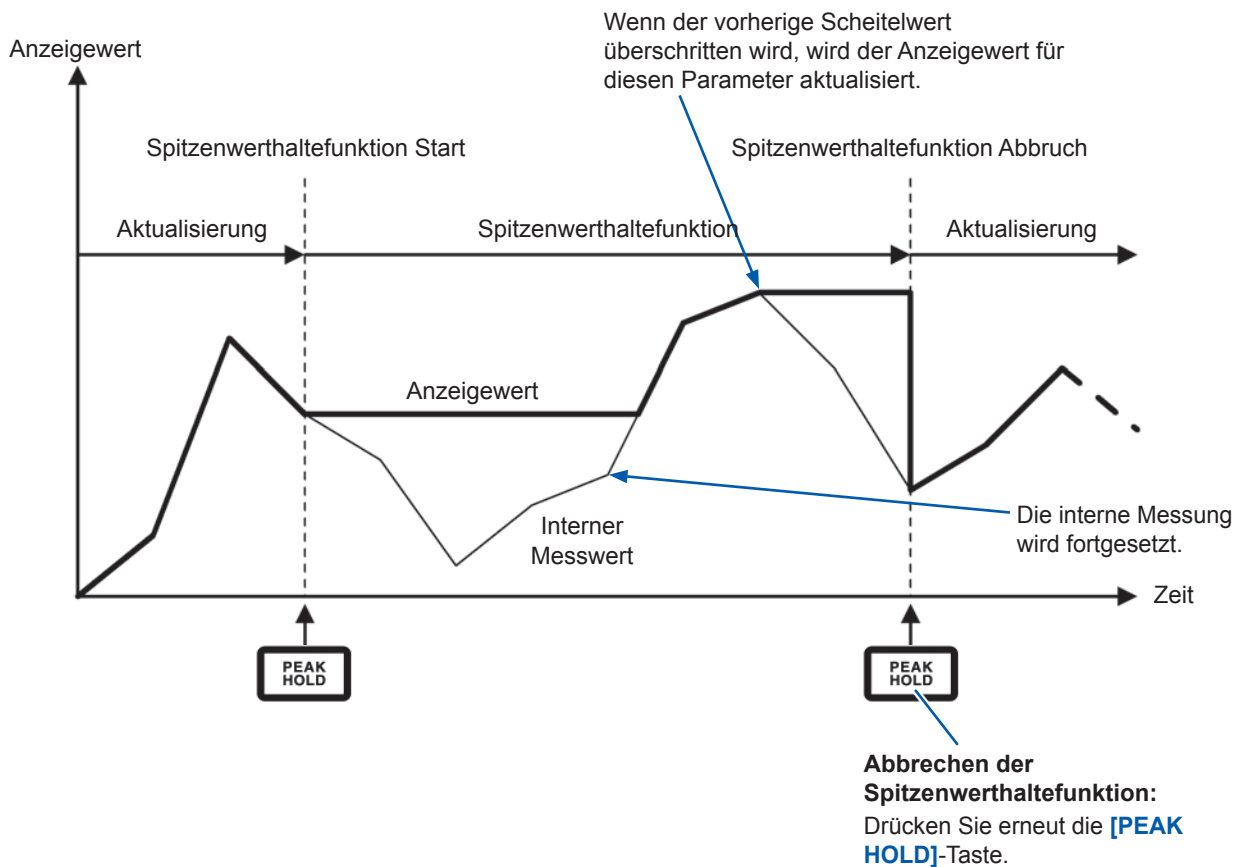 Wenn der vorherige Scheitelwert
überschritten wird, wird der Anzeigewert für
diesen Parameter aktualisiert.
Anzeigewert
Spitzenwerthaltefunktion Start
Spitzenwerthaltefunktion Abbruch
Aktualisierung
Spitzenwerthaltefunktion
Aktualisierung
Anzeigewert
Interner
Messwert
Die interne Messung
wird fortgesetzt.
Zeit
PEAK
HOLD
PEAK
HOLD
Abbrechen der
Spitzenwerthaltefunktion:
Drücken Sie erneut die [PEAK
HOLD]-Taste.